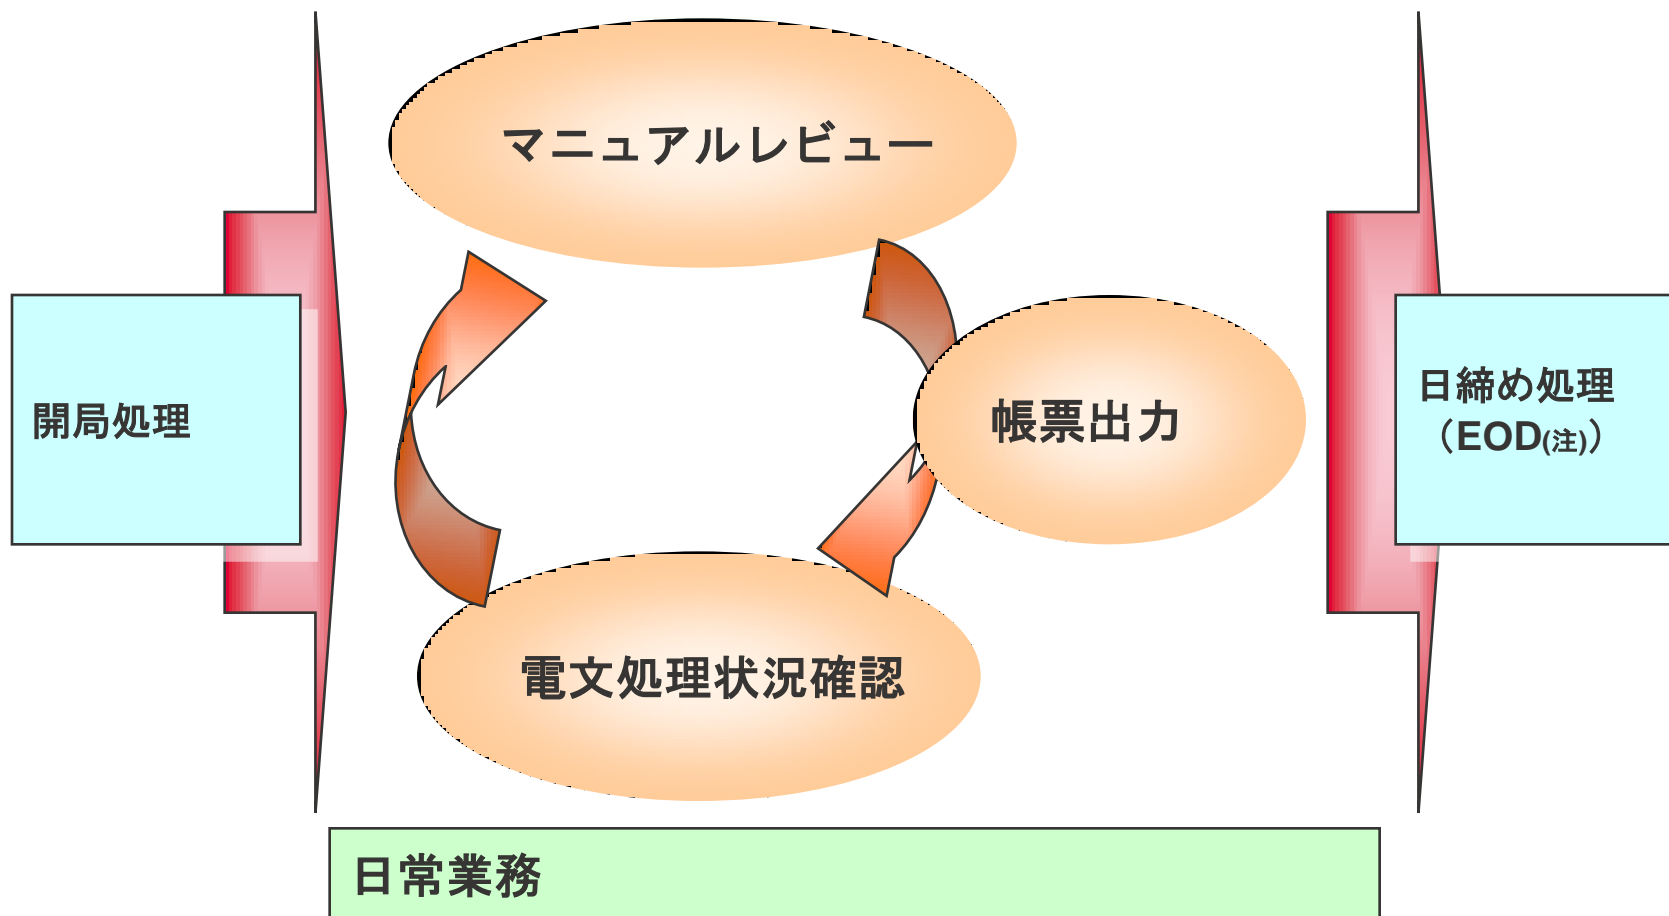 マニュアルレビュー
開局処理
帳票出力
日締め処理
（EOD(注)）
電文処理状況確認
日常業務